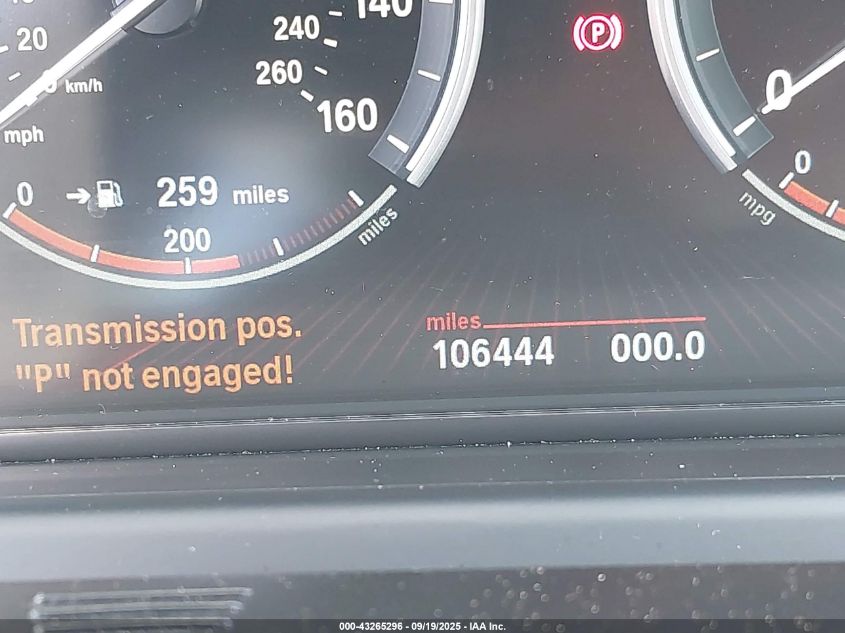 140
240
20
260
km/h
160
mph
0
0
0
259 miles
200
miles
mpg
Transmission pos.
"P" not engaged!
miles
106444 000.0
P
000-43265296 - 09/19/2025 - IAA Inc.